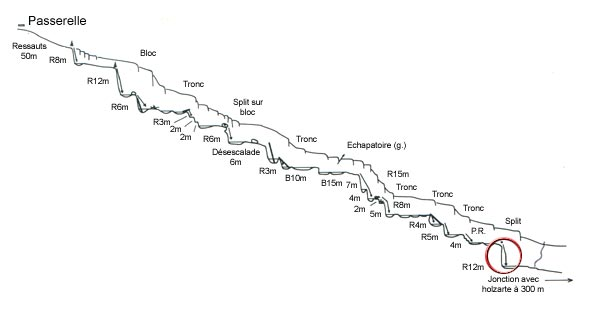 Passerelle
Ressauts
50m
R8m
Bloc
R12m
Tronc
R6m
Split sur
bloc
R3m
2m
2m
R6m
Désescalade
6m
Tronc
R3m
B10m
Echapatoire (g.)
B15m
R15m
7m
4m
2m
5m
Tronc
R8m
Tronc
R4m
R5m
Tronc
4m
P.R.
Split
R12m
Jonction avec
holzarte à 300 m